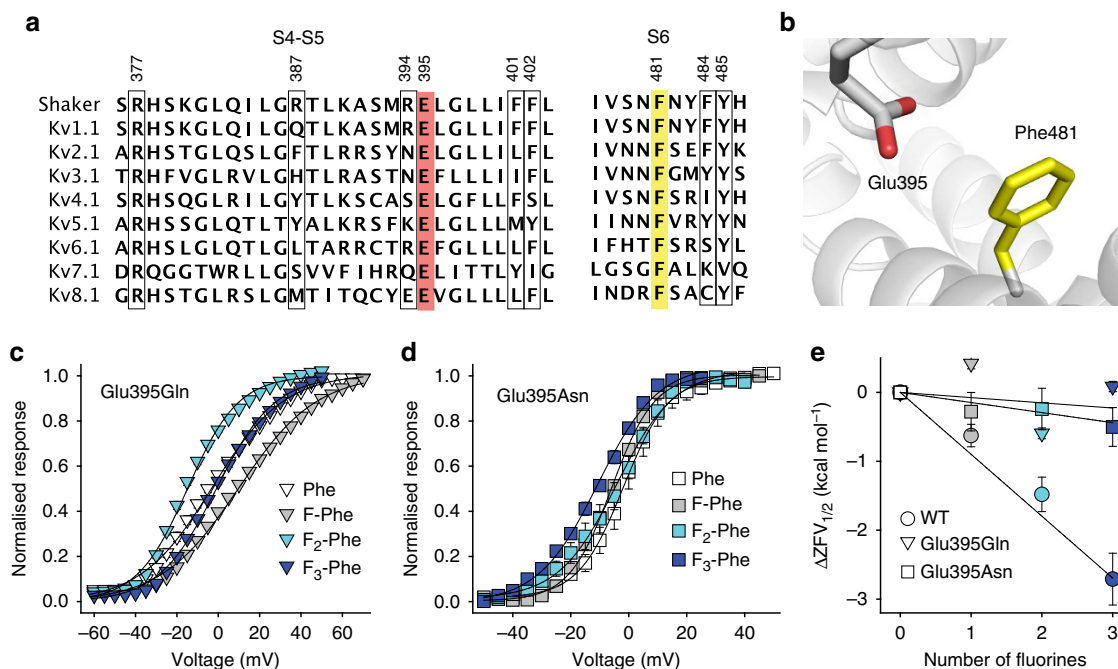 a
S4–S5
S6
377 387 394 395 401 402
481 484 485
Shaker SRHSKGLQILGRTLKASMRELGLLIFFL IVSNFNYFYH
Kv1.1 SRHSKGLQILGQTLKASMRELGLLIFFL IVSNFNYFYH
Kv2.1 ARHSTGLQSLGFTLRRSYNELGLLILFL IVNNFSEFYK
Kv3.1 TRHFVGLRVLGHTLRASTNEFLLLIIFL IVNNFGMYYS
Kv4.1 SRHSQGLRILGYTLKSCASELGFLLFSL IVSNFSRIYH
Kv5.1 ARHSSGLQTLTYALKRSFKELGLLLMYL IINNFVRYYN
Kv6.1 ARHSLGLQTLGLTARRCTREFGLLLLFL IFHTFSRSYL
Kv7.1 DRQGGTWRLLGSVVFIHRQELITTLYIG LGSGFALKVQ
Kv8.1 GRHSTGLRSLGMTITQCYEEVGLLLLFL INDRFSACYF
b
Glu395
Phe481
c
Glu395Gln
Phe
F-Phe
F2-Phe
F3-Phe
Normalised response
1.0
0.8
0.6
0.4
0.2
0.0
−60 −40 −20 0 20 40 60
Voltage (mV)
d
Glu395Asn
Phe
F-Phe
F2-Phe
F3-Phe
Normalised response
1.0
0.8
0.6
0.4
0.2
0.0
−40 −20 0 20 40
Voltage (mV)
e
ΔZFV1/2 (kcal mol−1)
0
−1
−2
−3
WT
Glu395Gln
Glu395Asn
0 1 2 3
Number of fluorines